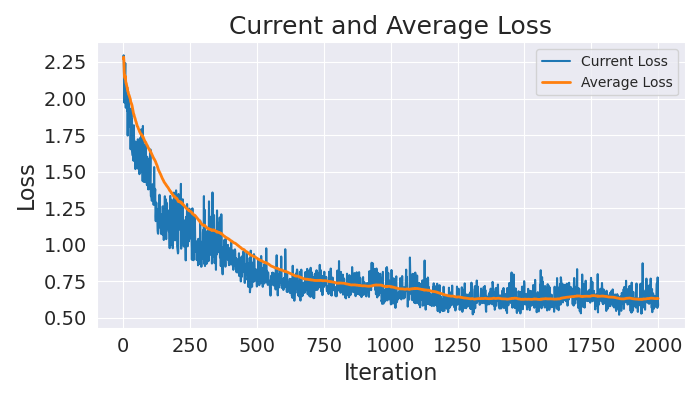 Current and Average Loss
Current Loss
Average Loss
Loss
2.25
2.00
1.75
1.50
1.25
1.00
0.75
0.50
0 250 500 750 1000 1250 1500 1750 2000
Iteration